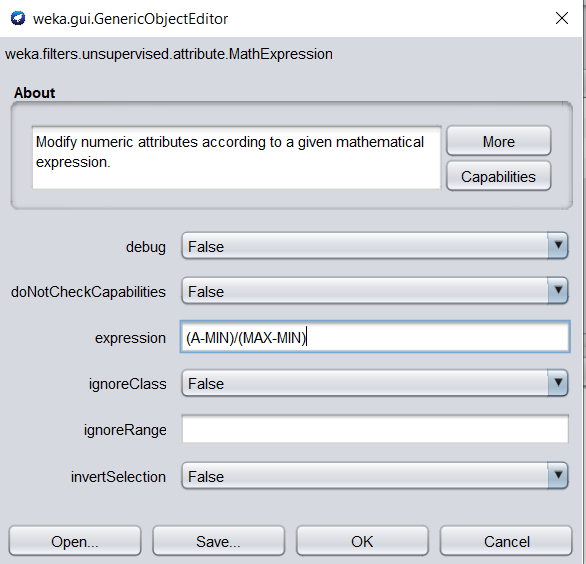 weka.gui.GenericObjectEditor
weka.filters.unsupervised.attribute.MathExpression
About
Modify numeric attributes according to a given mathematical
expression.
More
Capabilities
debug False
doNotCheckCapabilities False
expression (A-MIN)/(MAX-MIN)
ignoreClass False
ignoreRange
invertSelection False
Open... Save... OK Cancel